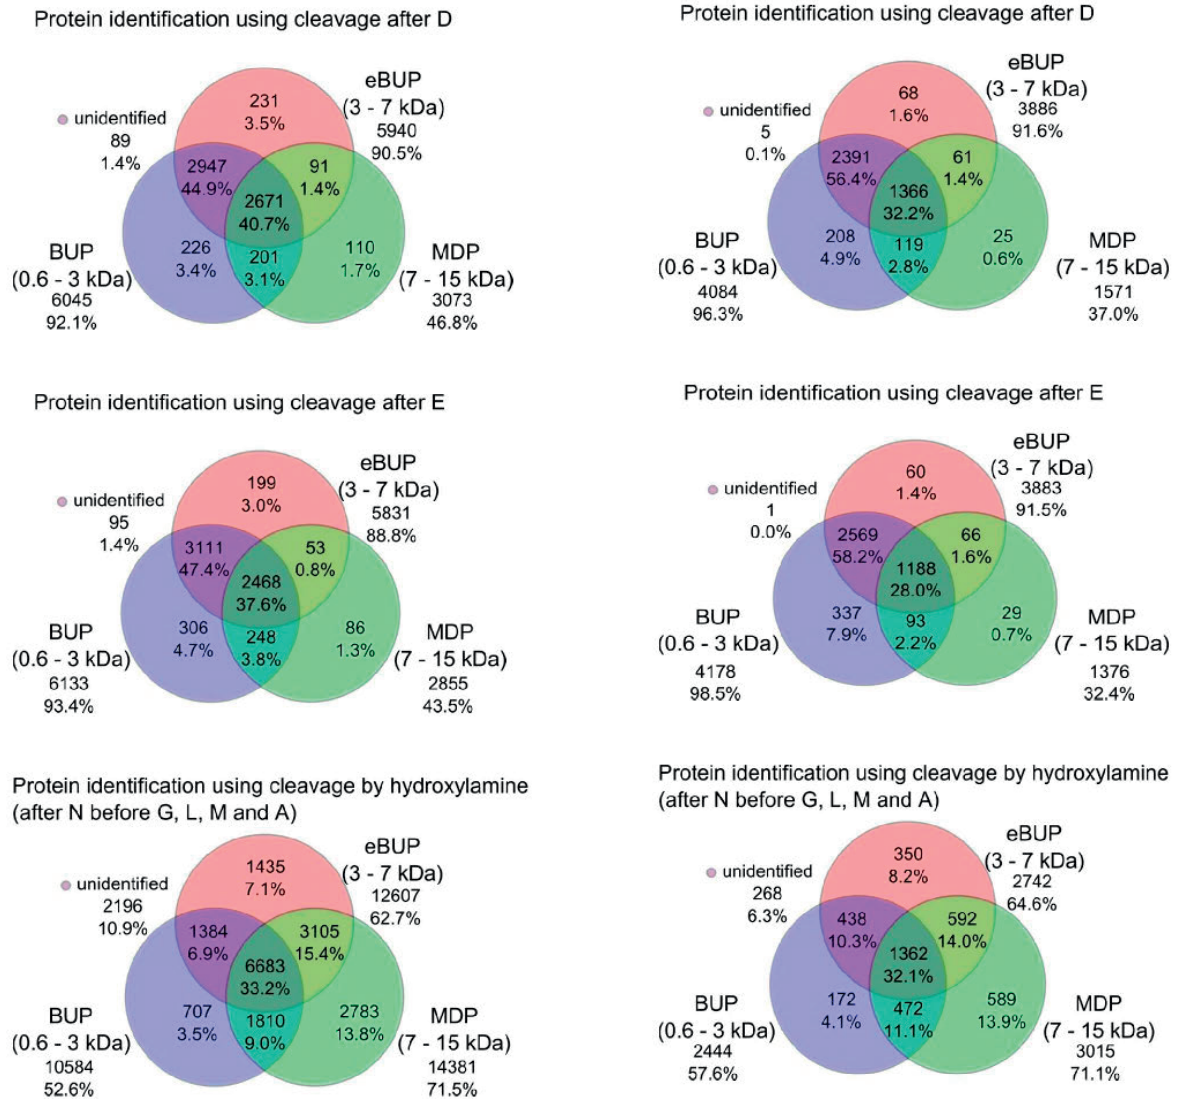 Protein identification using cleavage after D
eBUP
(3 - 7 kDa)
5940
90.5%
unidentified
89
1.4%
231
3.5%
2947
44.9%
91
1.4%
2671
40.7%
226
3.4%
201
3.1%
110
1.7%
BUP
(0.6 - 3 kDa)
6045
92.1%
MDP
(7 - 15 kDa)
3073
46.8%
Protein identification using cleavage after D
eBUP
(3 - 7 kDa)
3886
91.6%
unidentified
5
0.1%
68
1.6%
2391
56.4%
61
1.4%
1366
32.2%
208
4.9%
119
2.8%
25
0.6%
BUP
(0.6 - 3 kDa)
4084
96.3%
MDP
(7 - 15 kDa)
1571
37.0%
Protein identification using cleavage after E
eBUP
(3 - 7 kDa)
5831
88.8%
unidentified
95
1.4%
199
3.0%
3111
47.4%
53
0.8%
2468
37.6%
306
4.7%
248
3.8%
86
1.3%
BUP
(0.6 - 3 kDa)
6133
93.4%
MDP
(7 - 15 kDa)
2855
43.5%
Protein identification using cleavage after E
eBUP
(3 - 7 kDa)
3883
91.5%
unidentified
1
0.0%
60
1.4%
2569
58.2%
66
1.6%
1188
28.0%
337
7.9%
93
2.2%
29
0.7%
BUP
(0.6 - 3 kDa)
4178
98.5%
MDP
(7 - 15 kDa)
1376
32.4%
Protein identification using cleavage by hydroxylamine
(after N before G, L, M and A)
eBUP
(3 - 7 kDa)
12607
62.7%
unidentified
2196
10.9%
1435
7.1%
1384
6.9%
3105
15.4%
6683
33.2%
707
3.5%
1810
9.0%
2783
13.8%
BUP
(0.6 - 3 kDa)
10584
52.6%
MDP
(7 - 15 kDa)
14381
71.5%
Protein identification using cleavage by hydroxylamine
(after N before G, L, M and A)
eBUP
(3 - 7 kDa)
2742
64.6%
unidentified
268
6.3%
350
8.2%
438
10.3%
592
14.0%
1362
32.1%
172
4.1%
472
11.1%
589
13.9%
BUP
(0.6 - 3 kDa)
2444
57.6%
MDP
(7 - 15 kDa)
3015
71.1%